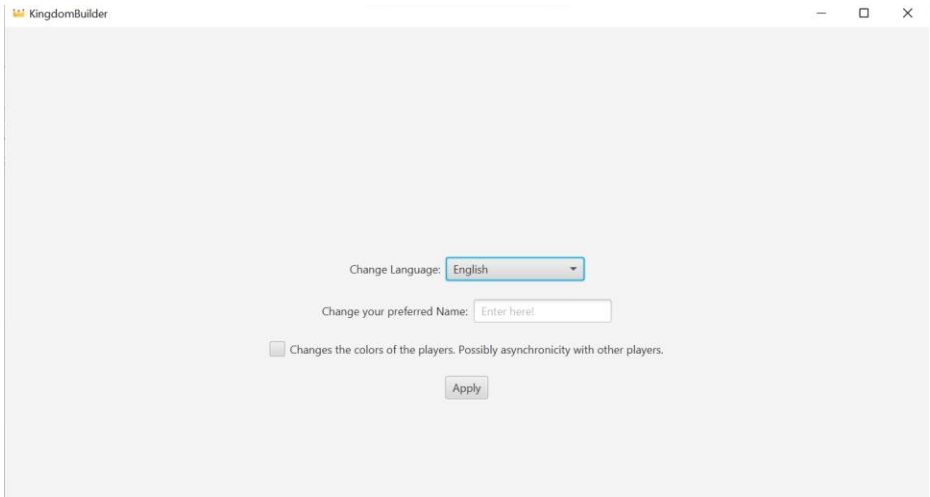 KingdomBuilder
Change Language: English
Change your preferred Name: Enter here!
Changes the colors of the players. Possibly asynchronicity with other players.
Apply